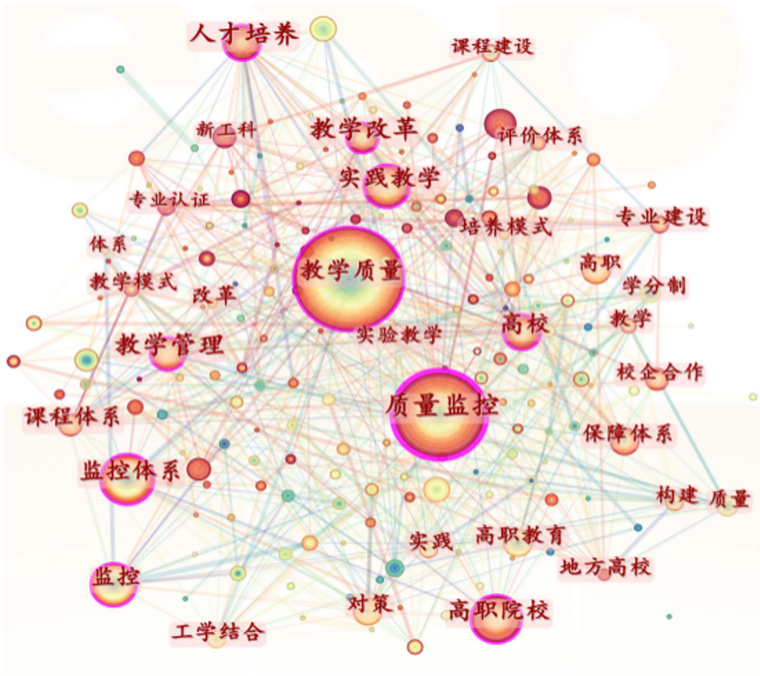 人才培养
课程建设
新工科
教学改革
评价体系
实践教学
专业认证
培养模式
专业建设
体系
教学质量
高职
教学模式
改革
学分制
教学管理
实验教学
高校
教学
校企合作
课程体系
质量监控
保障体系
监控体系
构建
质量
实践
高职教育
监控
地方高校
对策
高职院校
工学结合